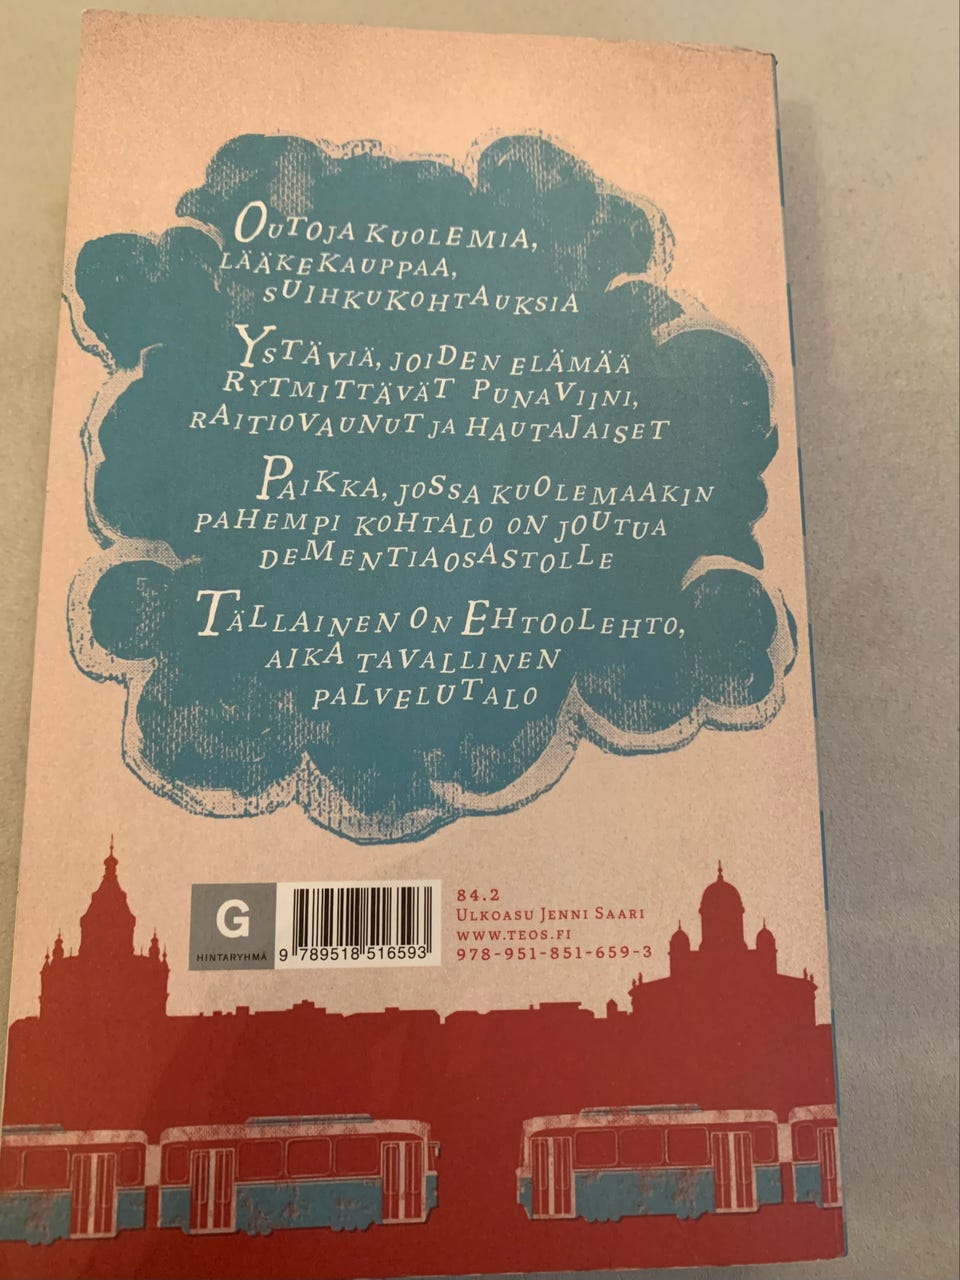 Outoja kuolemia,
lääkekauppaa,
suihkukohtauksia
Ystäviä, joiden elämää
rytmittävät punaviini,
raitiovaunut ja hautajaiset
Paikka, jossa kuolemaakin
pahempi kohtalo on joutua
dementiaosastolle
Tällainen on Ehtoolehto,
aika tavallinen
palvelutalo
G
HINTARYHMÄ
9 789518 516593
84.2
Ulkoasu Jenni Saari
www.teos.fi
978-951-851-659-3